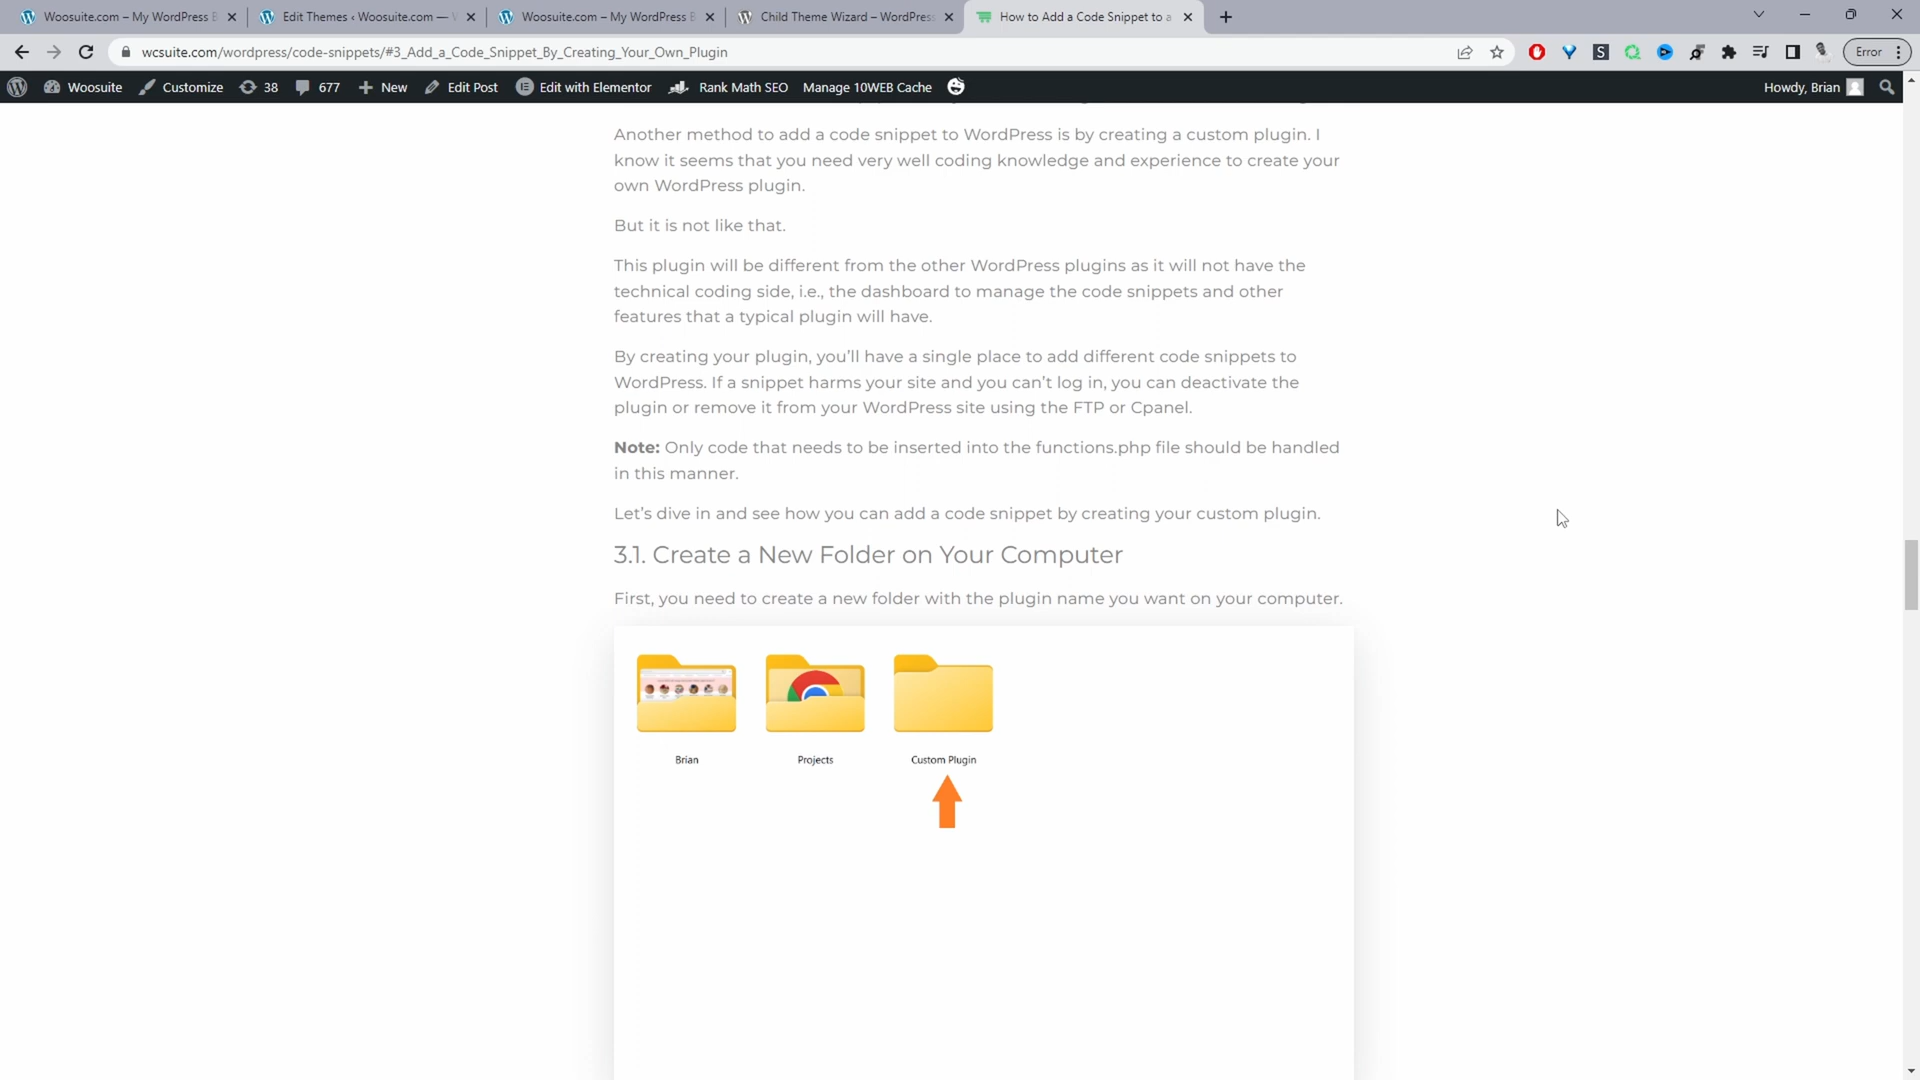 Woosuite.com – My WordPress B
Edit Themes ‹ Woosuite.com — W
Woosuite.com – My WordPress B
Child Theme Wizard – WordPress
How to Add a Code Snippet to a
wcsuite.com/wordpress/code-snippets/#3_Add_a_Code_Snippet_By_Creating_Your_Own_Plugin
S
Error
Woosuite
Customize
38
677
New
Edit Post
Edit with Elementor
Rank Math SEO
Manage 10WEB Cache
Howdy, Brian
Another method to add a code snippet to WordPress is by creating a custom plugin. I
know it seems that you need very well coding knowledge and experience to create your
own WordPress plugin.
But it is not like that.
This plugin will be different from the other WordPress plugins as it will not have the
technical coding side, i.e., the dashboard to manage the code snippets and other
features that a typical plugin will have.
By creating your plugin, you’ll have a single place to add different code snippets to
WordPress. If a snippet harms your site and you can’t log in, you can deactivate the
plugin or remove it from your WordPress site using the FTP or Cpanel.
Note: Only code that needs to be inserted into the functions.php file should be handled
in this manner.
Let’s dive in and see how you can add a code snippet by creating your custom plugin.
3.1. Create a New Folder on Your Computer
First, you need to create a new folder with the plugin name you want on your computer.
Brian
Projects
Custom Plugin